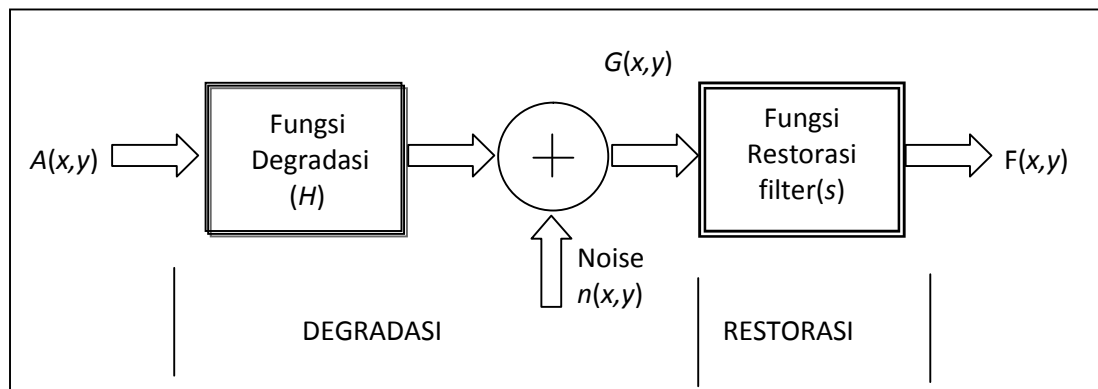 A(x,y)
Fungsi
Degradasi
(H)
+
Noise
n(x,y)
G(x,y)
Fungsi
Restorasi
filter(s)
F(x,y)
DEGRADASI
RESTORASI